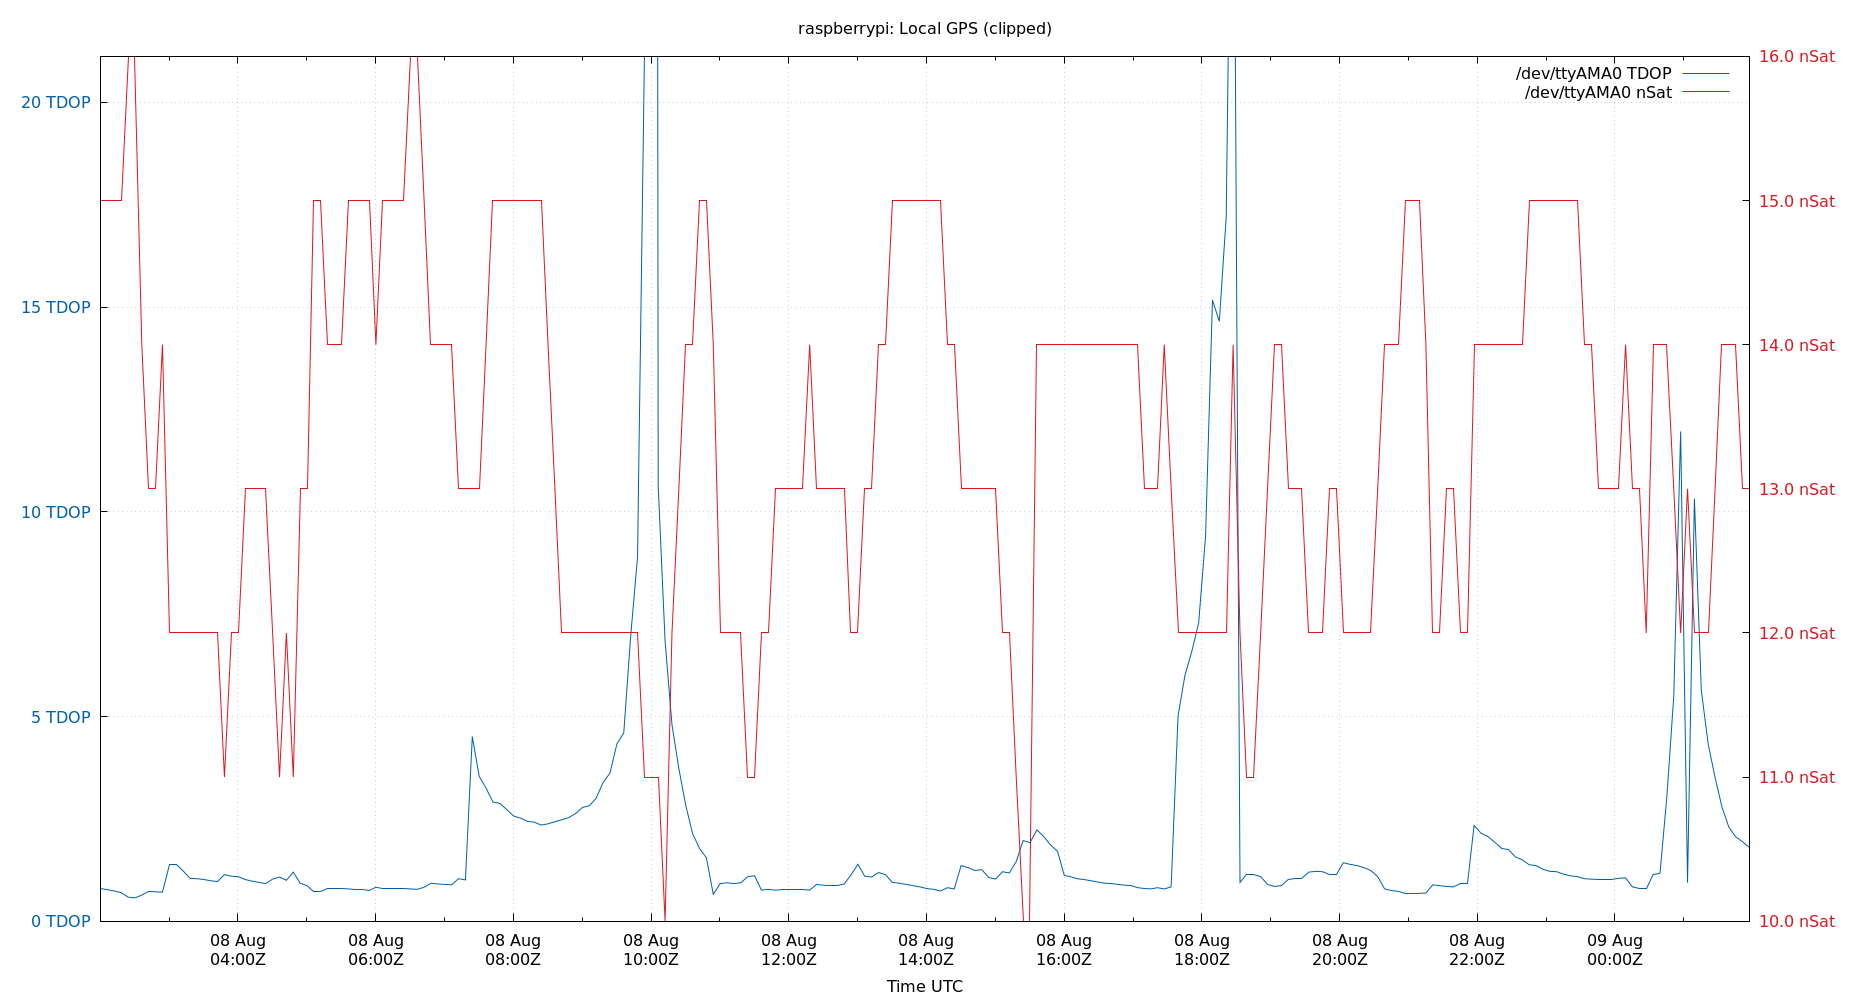 raspberrypi: Local GPS (clipped)
/dev/ttyAMA0 TDOP
/dev/ttyAMA0 nSat
20 TDOP
15 TDOP
10 TDOP
5 TDOP
0 TDOP
16.0 nSat
15.0 nSat
14.0 nSat
13.0 nSat
12.0 nSat
11.0 nSat
10.0 nSat
08 Aug
04:00Z
08 Aug
06:00Z
08 Aug
08:00Z
08 Aug
10:00Z
08 Aug
12:00Z
08 Aug
14:00Z
08 Aug
16:00Z
08 Aug
18:00Z
08 Aug
20:00Z
08 Aug
22:00Z
09 Aug
00:00Z
Time UTC